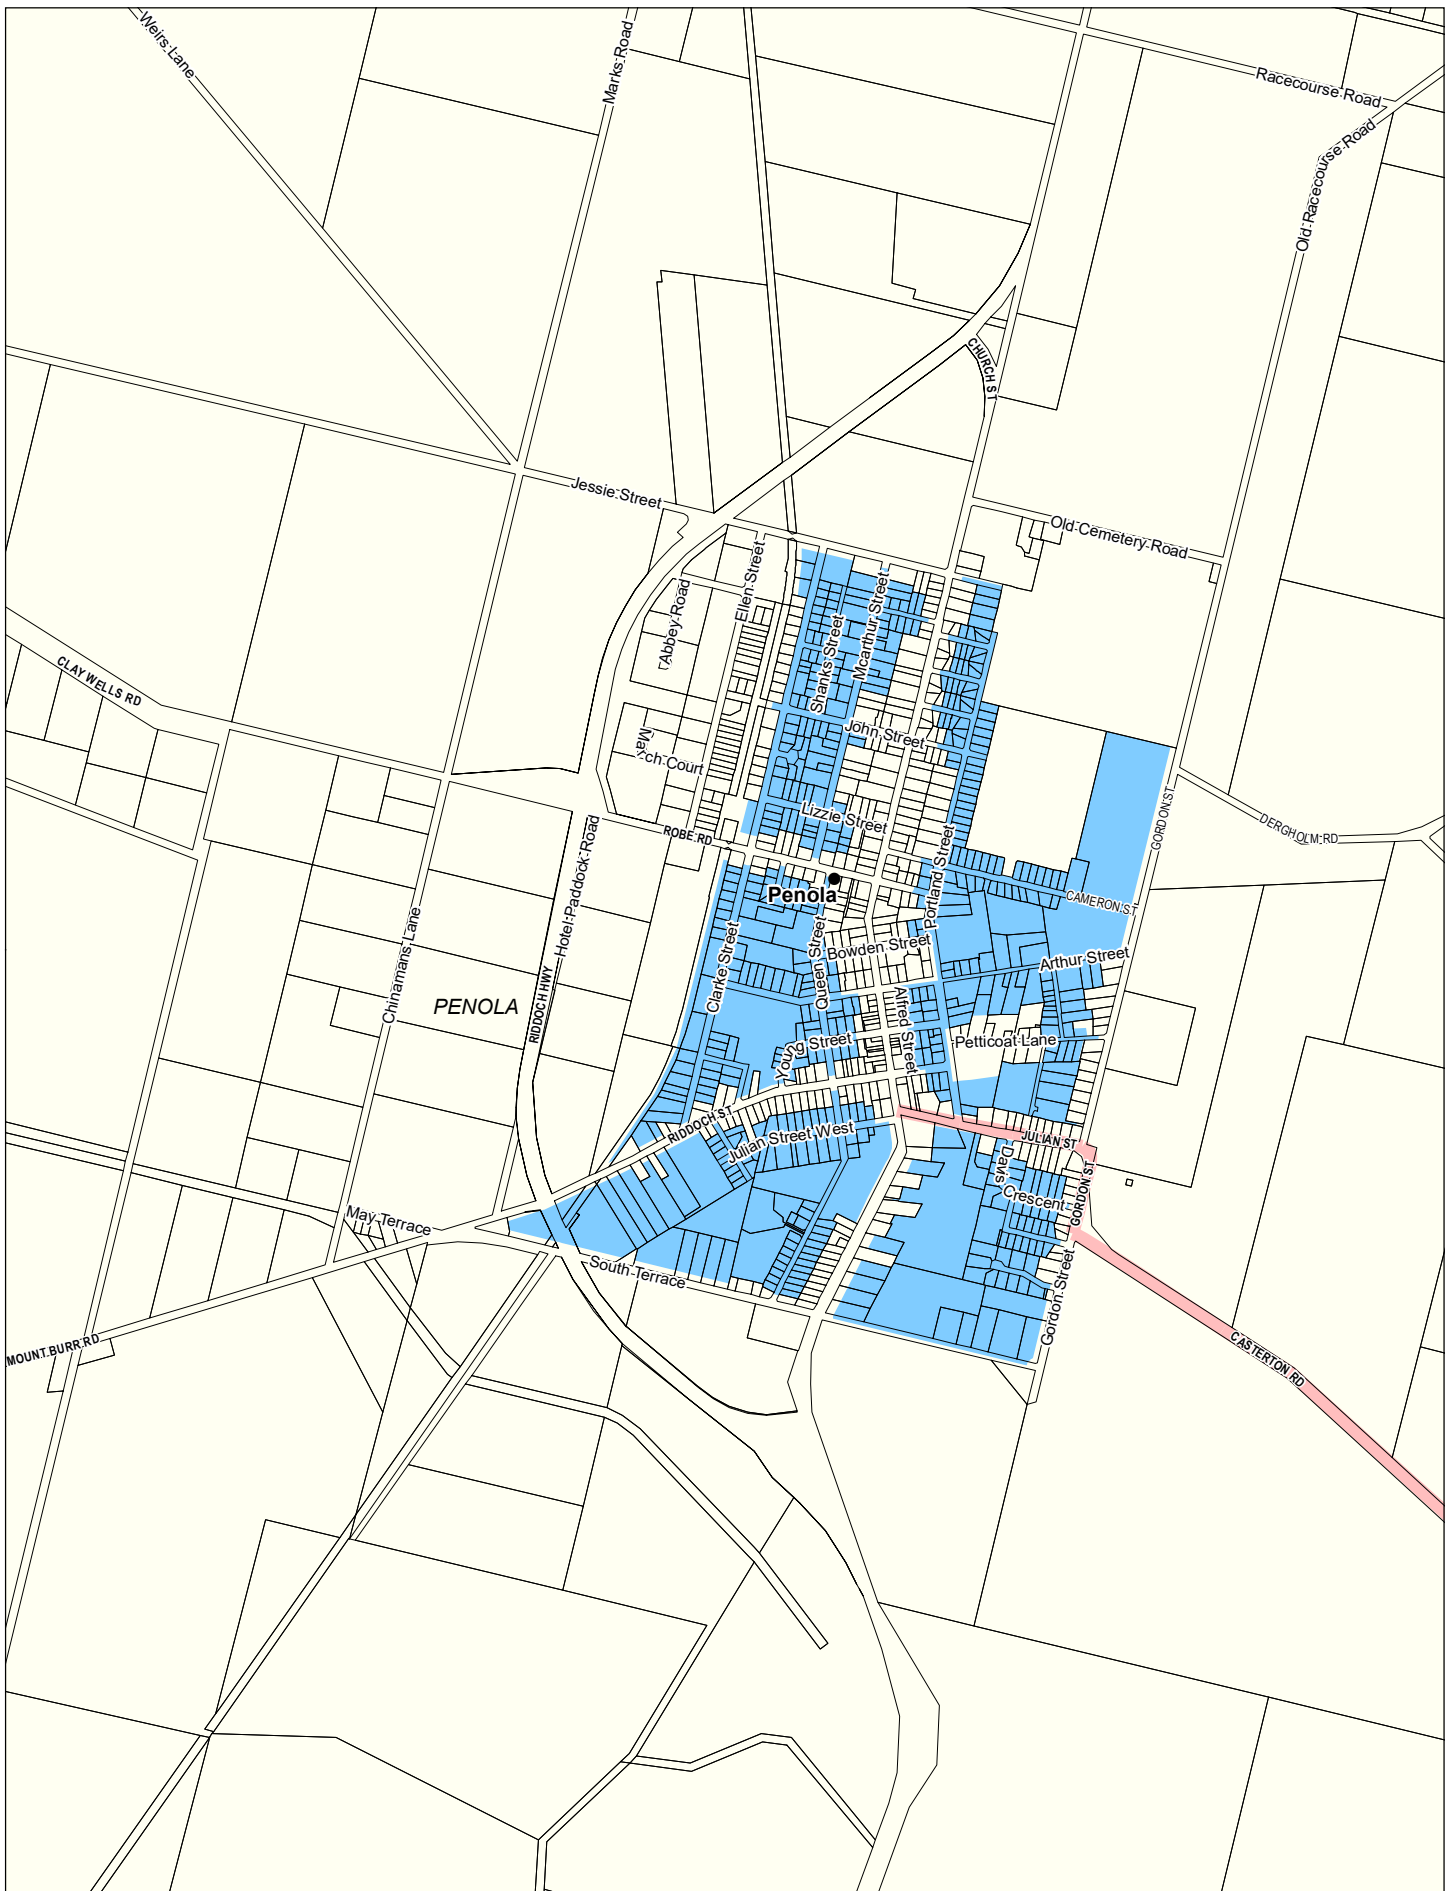 Weirs Lane
Marks Road
Racecourse Road
Old Racecourse Road
CHURCH ST
Jessie Street
Old Cemetery Road
Ellen Street
Abbey Road
Mcarthur Street
Shanks Street
CLAY WELLS RD
John Street
Court
Lizzie Street
GORDON ST
DERGHOLM RD
ROBE RD
Hotel Paddock Road
Portland Street
Penola
CAMERON ST
Chinamans Lane
Clarke Street
Queen Street
Bowden Street
Arthur Street
PENOLA
RIDDOCH HWY
Alfred Street
Young Street
Petticoat Lane
RIDDOCH ST
Julian Street West
JULIAN ST
Davis
Crescent
GORDON ST
May Terrace
South Terrace
Gordon Street
MOUNT BURR RD
CASTERTON RD